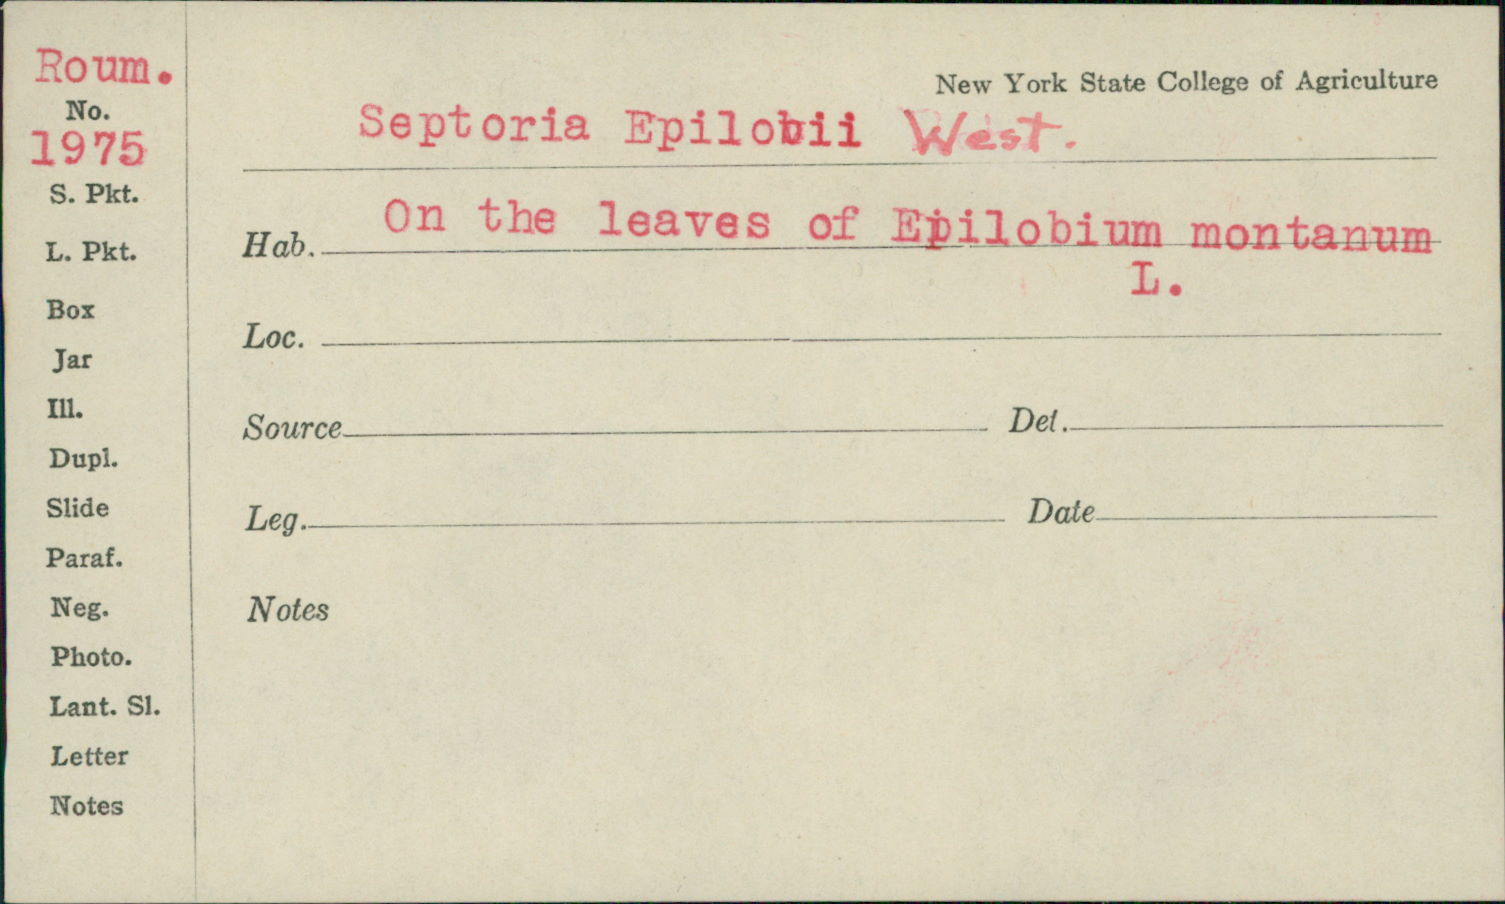 Roum.
No.
1975
S. Pkt.
L. Pkt.
Box
Jar
Ill.
Dupl.
Slide
Paraf.
Neg.
Photo.
Lant. Sl.
Letter
Notes
New York State College of Agriculture
Septoria Epilobii West.
Hab. On the leaves of Epilobium montanum
L.
Loc.
Source Det.
Leg. Date
Notes